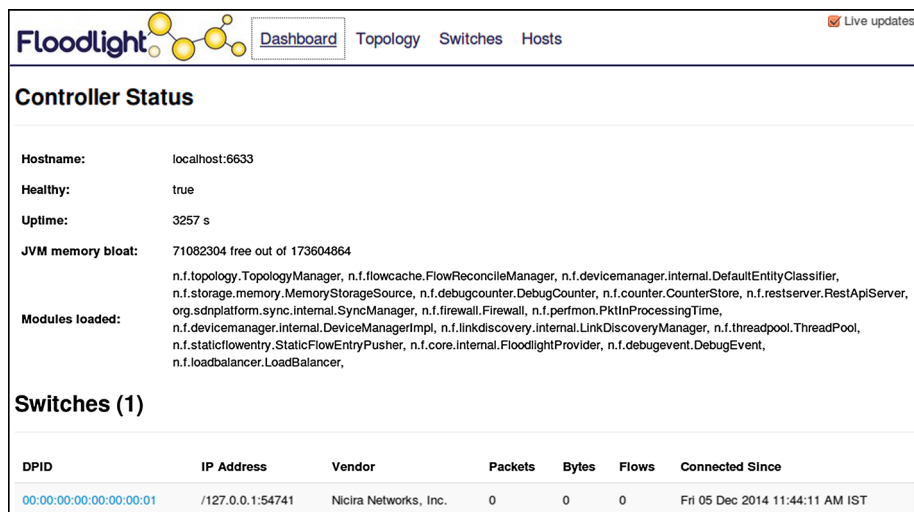 Floodlight Dashboard Topology Switches Hosts Live updates
Controller Status
Hostname: localhost:6633
Healthy: true
Uptime: 3257 s
JVM memory bloat: 71082304 free out of 173604864
Modules loaded: n.f.topology.TopologyManager, n.f.flowcache.FlowReconcileManager, n.f.devicemanager.internal.DefaultEntityClassifier,
n.f.storage.memory.MemoryStorageSource, n.f.debugcounter.DebugCounter, n.f.counter.CounterStore, n.f.restserver.RestApiServer,
org.sdnplatform.sync.internal.SyncManager, n.f.firewall.Firewall, n.f.perfmon.PktInProcessingTime,
n.f.devicemanager.internal.DeviceManagerImpl, n.f.linkdiscovery.internal.LinkDiscoveryManager, n.f.threadpool.ThreadPool,
n.f.staticflowentry.StaticFlowEntryPusher, n.f.core.internal.FloodlightProvider, n.f.debugevent.DebugEvent,
n.f.loadbalancer.LoadBalancer,
Switches (1)
DPID IP Address Vendor Packets Bytes Flows Connected Since
00:00:00:00:00:00:00:01 /127.0.0.1:54741 Nicira Networks, Inc. 0 0 0 Fri 05 Dec 2014 11:44:11 AM IST